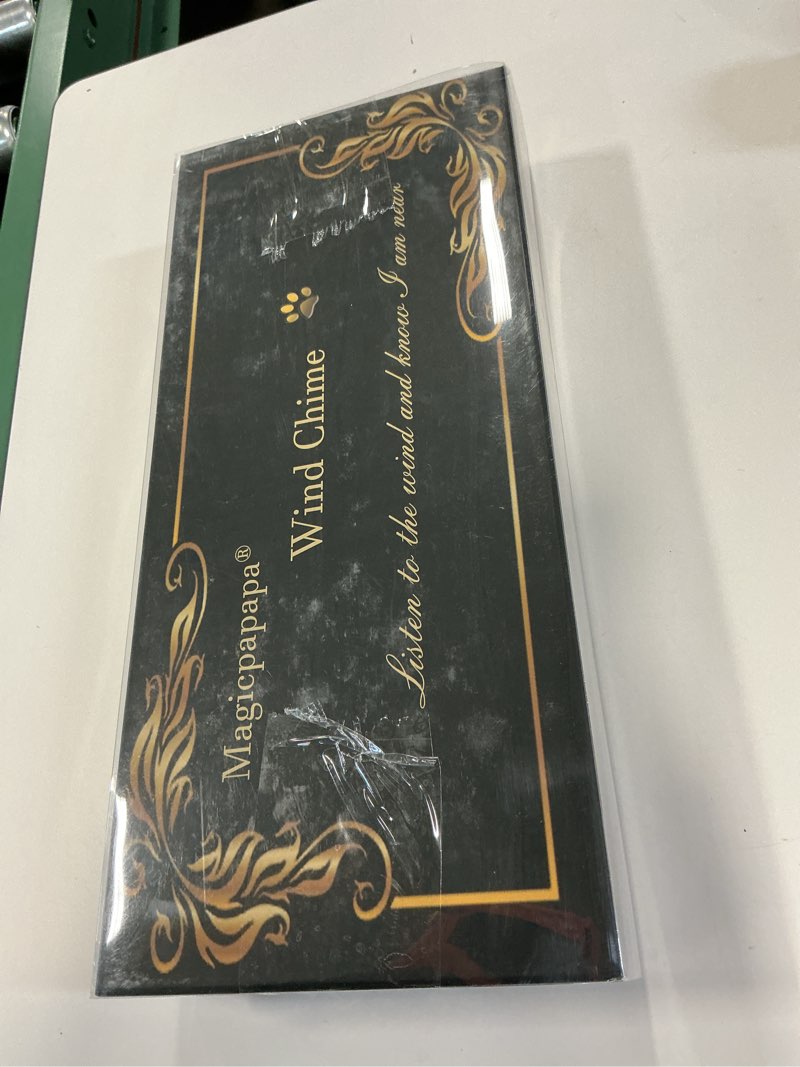 Magicpapapa®
Wind Chime
Listen to the wind and know I am near